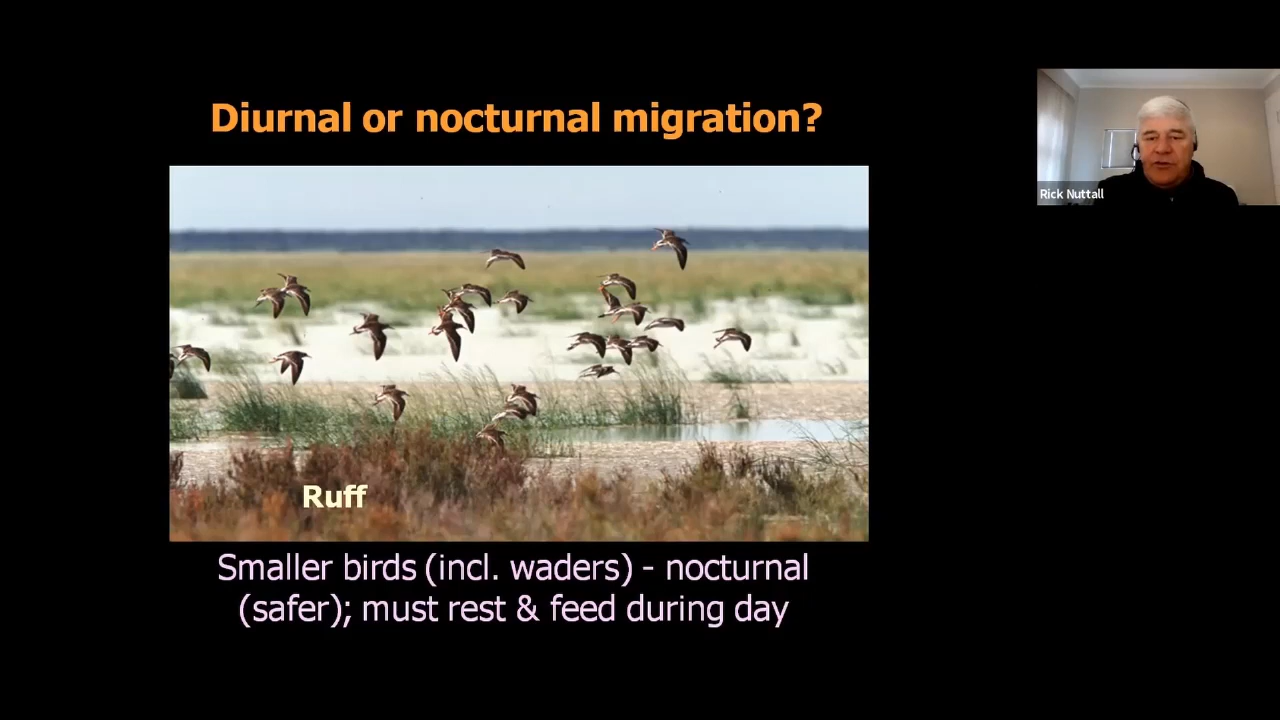 Diurnal or nocturnal migration?
Rick Nuttall
Ruff
Smaller birds (incl. waders) - nocturnal
(safer); must rest & feed during day